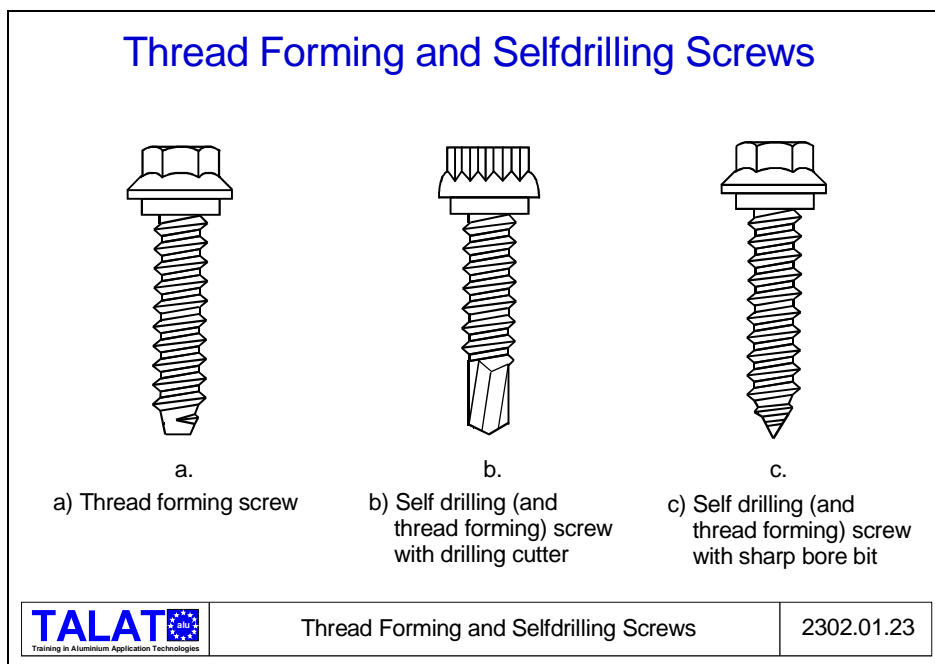 Thread Forming and Selfdrilling Screws
a.
b.
c.
a) Thread forming screw
b) Self drilling (and
thread forming) screw
with drilling cutter
c) Self drilling (and
thread forming) screw
with sharp bore bit
TALAT
alu
Training in Aluminium Application Technologies
Thread Forming and Selfdrilling Screws
2302.01.23